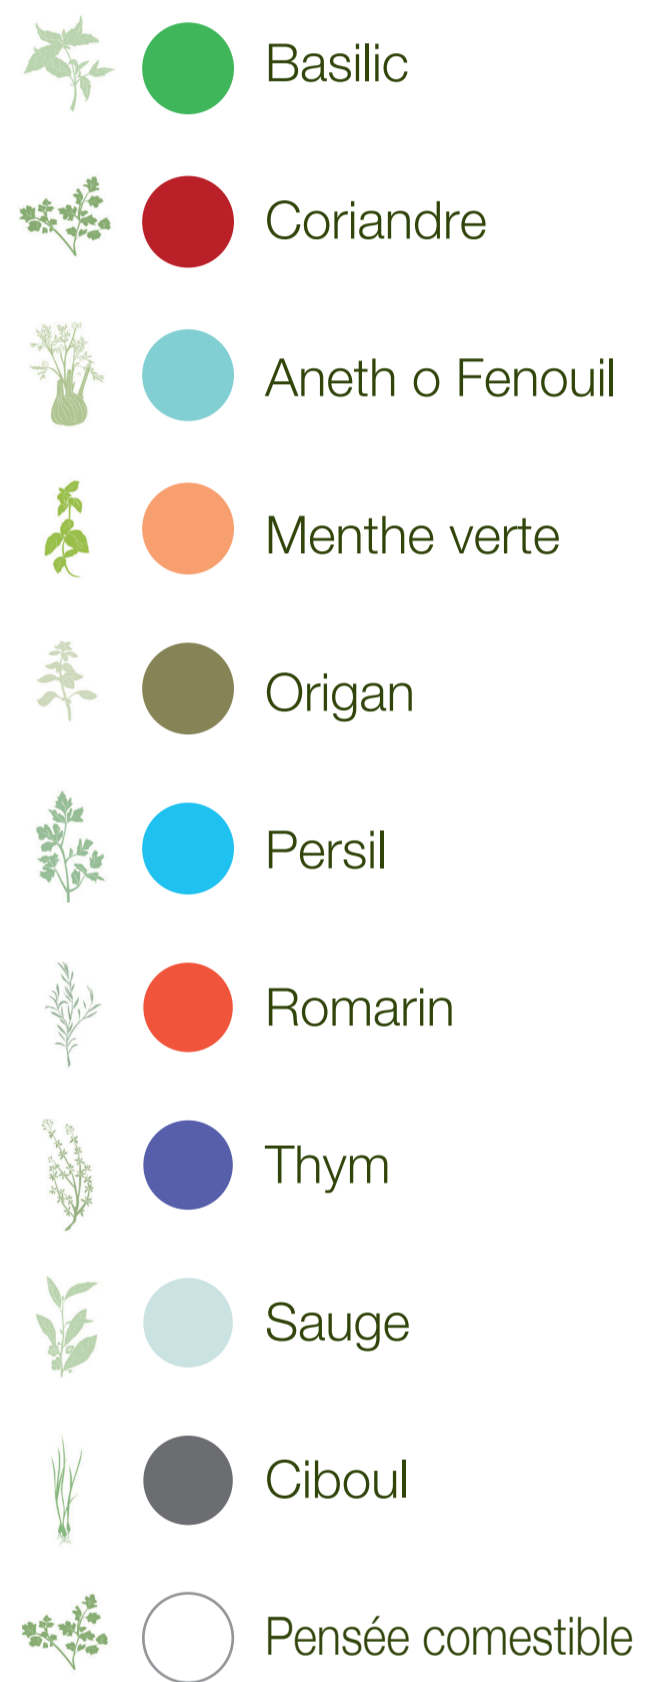 Basilic
Coriandre
Aneth o Fenouil
Menthe verte
Origan
Persil
Romarin
Thym
Sauge
Ciboul
Pensée comestible